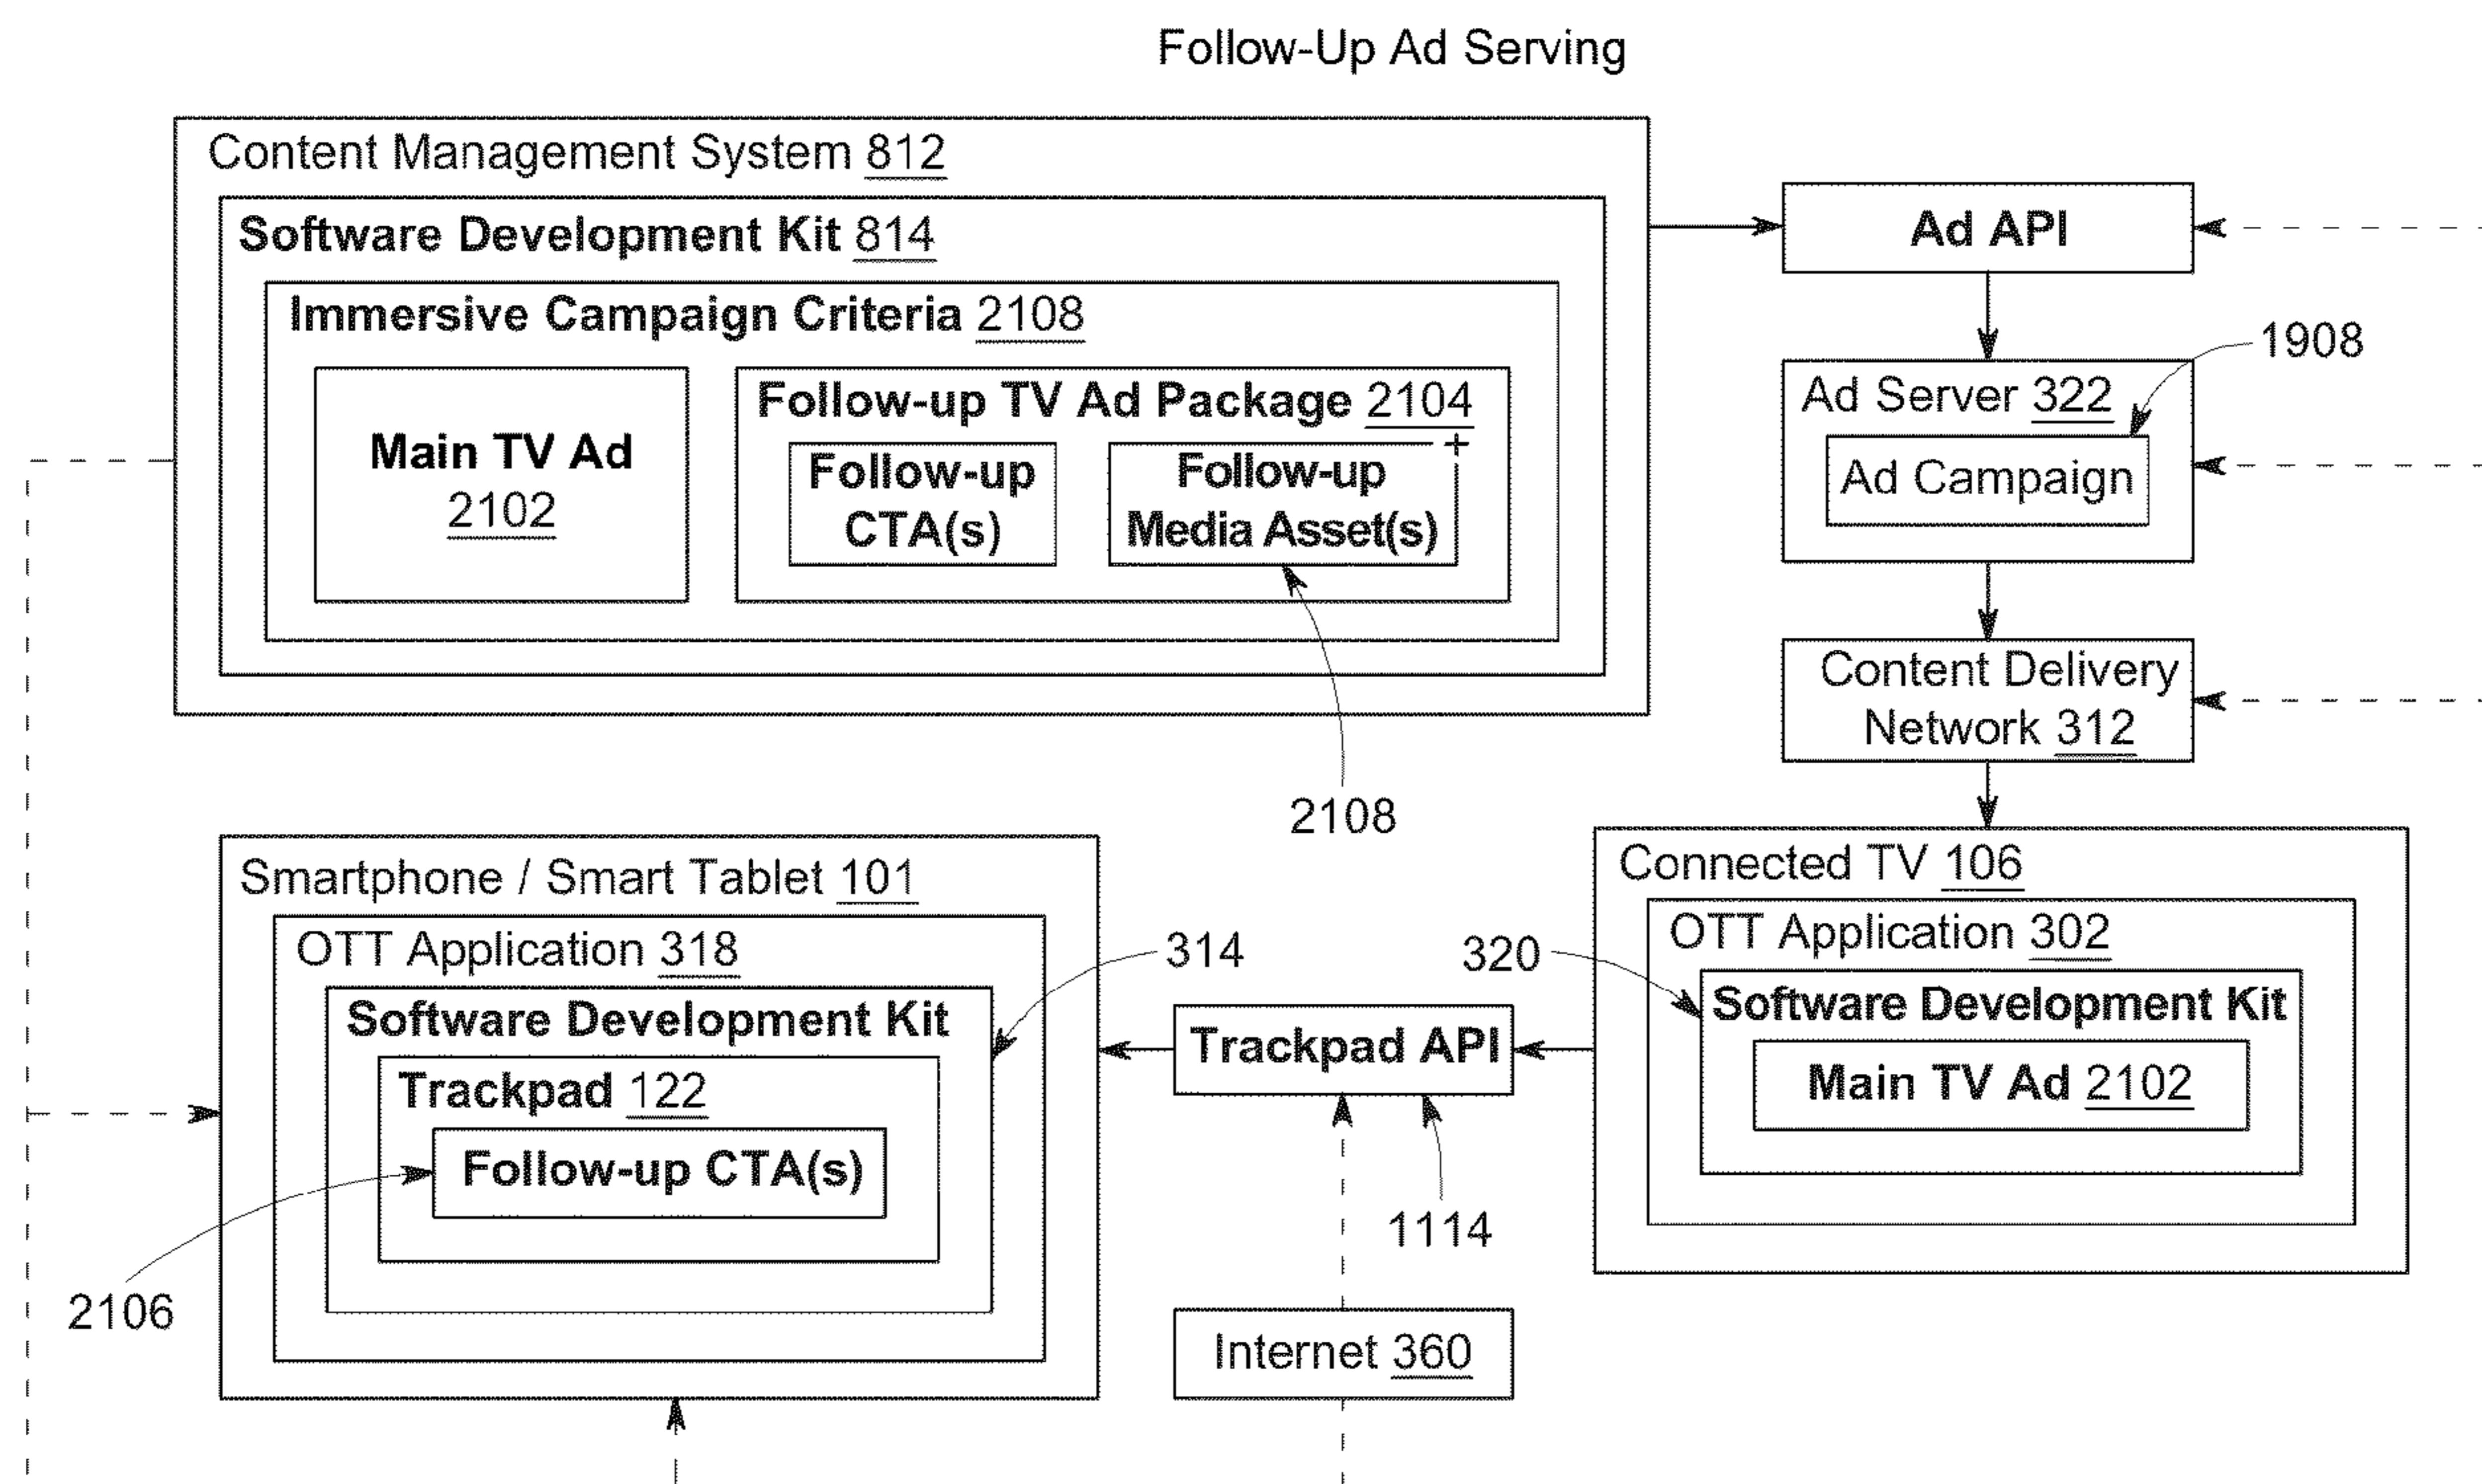 Follow-Up Ad Serving
Content Management System 812
Software Development Kit 814
Immersive Campaign Criteria 2108
Main TV Ad
2102
Follow-up TV Ad Package 2104
Follow-up
CTA(s)
Follow-up
Media Asset(s)
2108
Ad API
1908
Ad Server 322
Ad Campaign
Content Delivery
Network 312
Smartphone / Smart Tablet 101
OTT Application 318
314
Software Development Kit
Trackpad 122
Follow-up CTA(s)
2106
Trackpad API
1114
Internet 360
Connected TV 106
OTT Application 302
320
Software Development Kit
Main TV Ad 2102